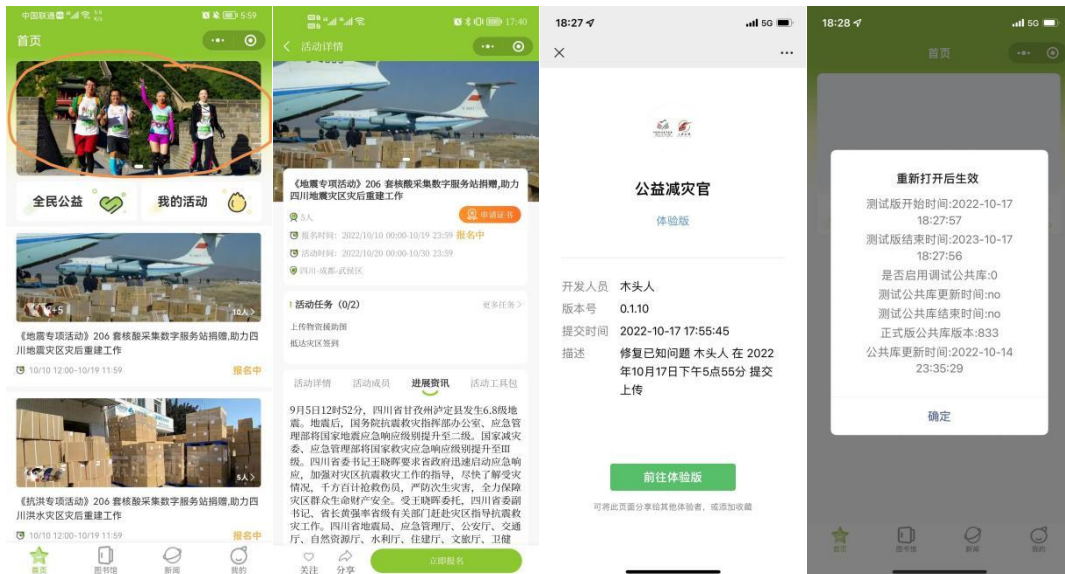 中国联通
5:59
首页
全民公益
我的活动
10人>
《地震专项活动》206 套核酸采集数字服务站捐赠,助力四
川地震灾区灾后重建工作
10/10 12:00-10/19 11:59
报名中
5人>
《抗洪专项活动》206 套核酸采集数字服务站捐赠,助力四
川洪水灾区灾后重建工作
10/10 12:00-10/19 11:59
报名中
首页
图书馆
新闻
我的
17:40
活动详情
《地震专项活动》206 套核酸采集数字服务站捐赠,助力
四川地震灾区灾后重建工作
5人
申请证书
报名时间: 2022/10/10 00:00-10/19 23:59 报名中
活动时间: 2022/10/20 00:00-10/30 23:59
四川-成都-武侯区
活动任务 (0/2)
更多任务>
上传物资援助图
抵达灾区签到
活动详情
活动成员
进展资讯
活动工具包
9月5日12时52分，四川省甘孜州泸定县发生6.8级地
震。地震后，国务院抗震救灾指挥部办公室、应急管
理部将国家地震应急响应级别提升至二级。国家减灾
委、应急管理部将国家救灾应急响应级别提升至III
级。四川省委书记王晓晖要求省政府迅速启动应急响
应，加强对灾区抗震救灾工作的指导，尽快了解受灾
情况，千方百计抢救伤员，严防次生灾害，全力保障
灾区群众生命财产安全。受王晓晖委托，四川省委副
书记、省长黄强率省级有关部门赶赴灾区指导抗震救
灾工作。四川省地震局、应急管理厅、公安厅、交通
厅、自然资源厅、水利厅、住建厅、文旅厅、卫健
关注
分享
立即报名
18:27
5G
公益减灾官
体验版
开发人员 木头人
版本号 0.1.10
提交时间 2022-10-17 17:55:45
描述 修复已知问题 木头人 在 2022
年10月17日下午5点55分 提交
上传
前往体验版
可将此页面分享给其他体验者，或添加收藏
18:28
5G
首页
重新打开后生效
测试版开始时间:2022-10-17
18:27:57
测试版结束时间:2023-10-17
18:27:56
是否启用调试公共库:0
测试公共库更新时间:no
测试公共库结束时间:no
正式版公共库版本:833
公共库更新时间:2022-10-14
23:35:29
确定
首页
图书馆
新闻
我的